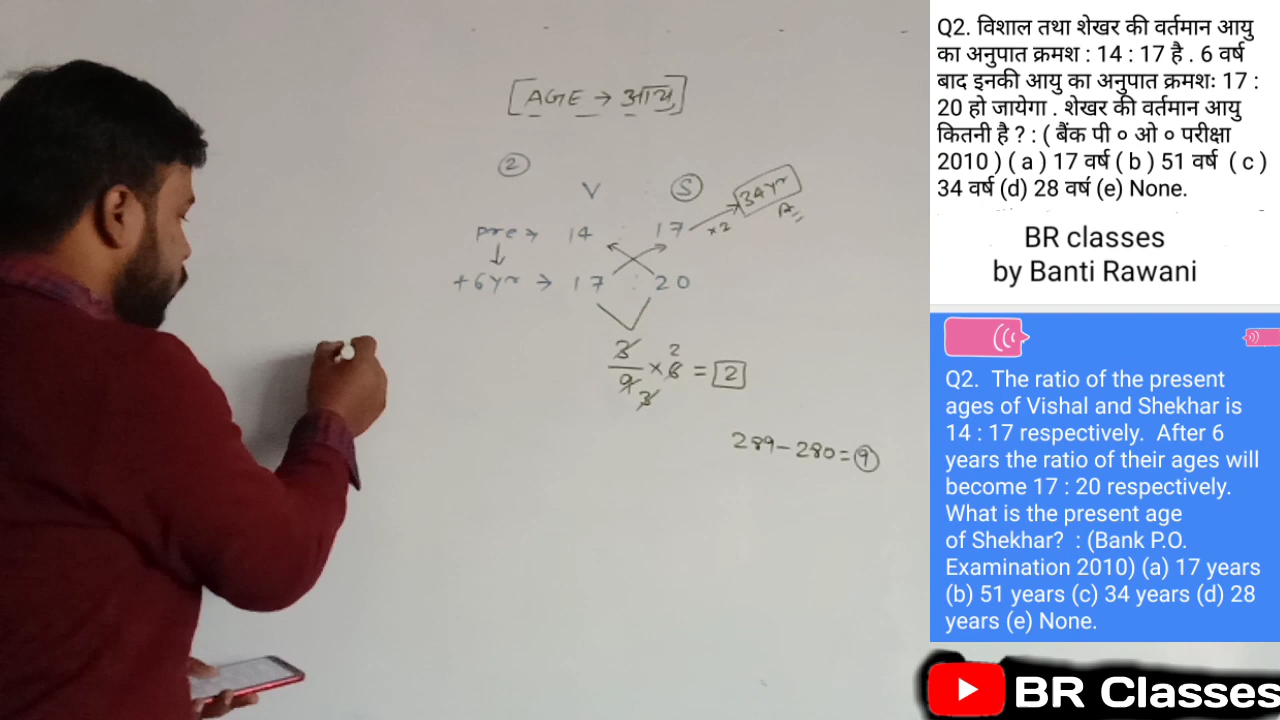 [AGE → आयु]
②
V : Ⓢ
34yr
A
pre → 14 : 17 ×2
↓
+6yr → 17 : 20
3/9 × 6 = 2
2
3
289-280=⑨
Q2. विशाल तथा शेखर की वर्तमान आयु
का अनुपात क्रमश : 14 : 17 है . 6 वर्ष
बाद इनकी आयु का अनुपात क्रमशः 17 :
20 हो जायेगा . शेखर की वर्तमान आयु
कितनी है ? : ( बैंक पी ० ओ ० परीक्षा
2010 ) ( a ) 17 वर्ष ( b ) 51 वर्ष ( c )
34 वर्ष (d) 28 वर्ष (e) None.
BR classes
by Banti Rawani
Q2. The ratio of the present
ages of Vishal and Shekhar is
14 : 17 respectively. After 6
years the ratio of their ages will
become 17 : 20 respectively.
What is the present age
of Shekhar? : (Bank P.O.
Examination 2010) (a) 17 years
(b) 51 years (c) 34 years (d) 28
years (e) None.
BR Classes